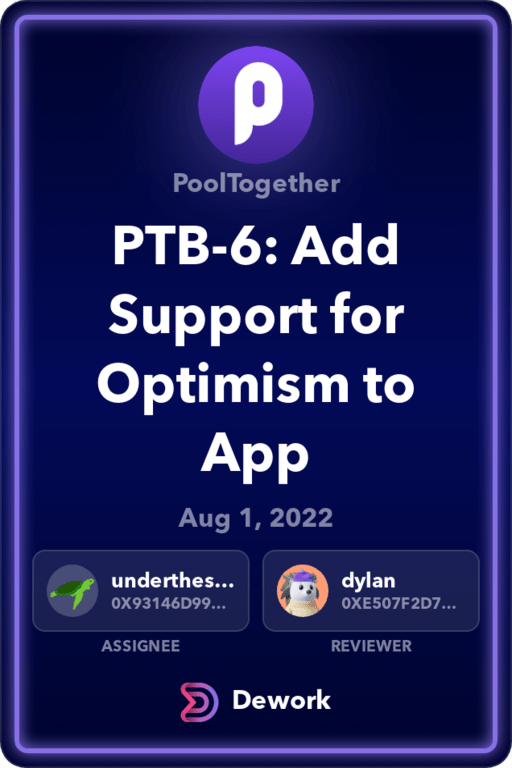 PoolTogether
PTB-6: Add
Support for
Optimism to
App
Aug 1, 2022
underthes...
0X93146D99...
ASSIGNEE
dylan
0XE507F2D7...
REVIEWER
Dework